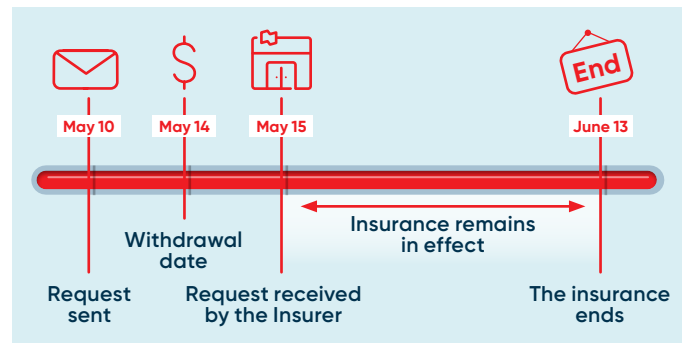 $
End
May 10
May 14
May 15
June 13
Insurance remains
in effect
Withdrawal
date
Request
sent
Request received
by the Insurer
The insurance
ends